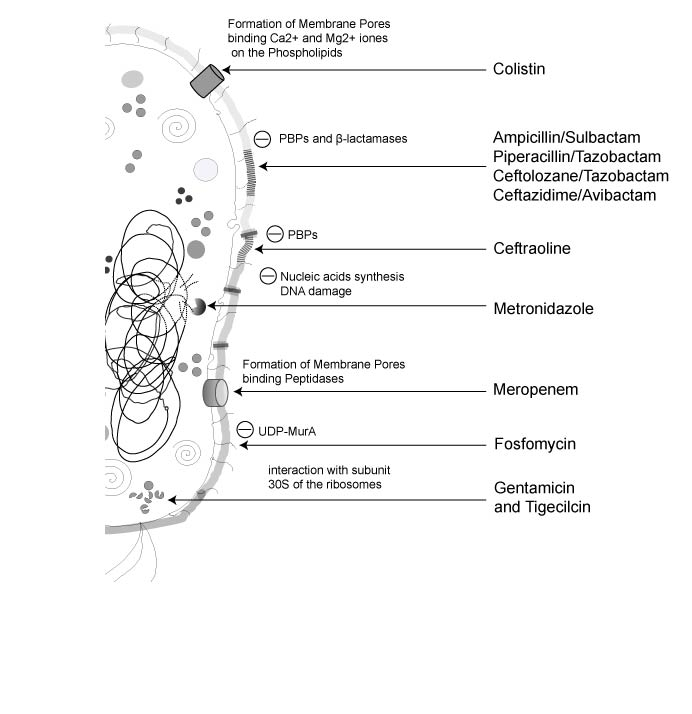 Formation of Membrane Pores
binding Ca2+ and Mg2+ iones
on the Phospholipids
Colistin
PBPs and β-lactamases
Ampicillin/Sulbactam
Piperacillin/Tazobactam
Ceftolozane/Tazobactam
Ceftazidime/Avibactam
PBPs
Ceftraoline
Nucleic acids synthesis
DNA damage
Metronidazole
Formation of Membrane Pores
binding Peptidases
Meropenem
UDP-MurA
Fosfomycin
interaction with subunit
30S of the ribosomes
Gentamicin
and Tigecilcin